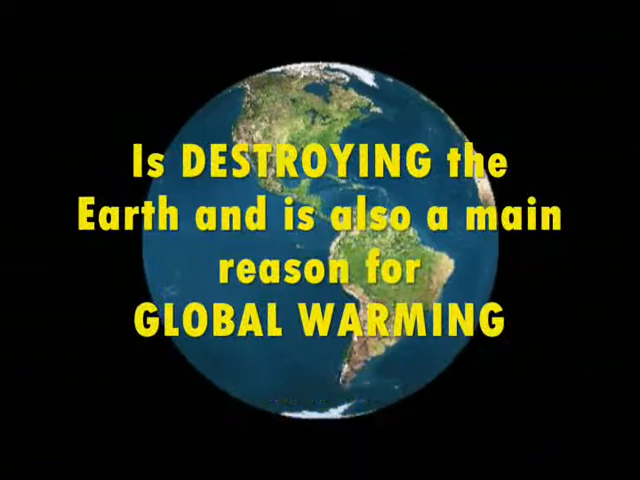 Is DESTROYING the
Earth and is also a main
reason for
GLOBAL WARMING